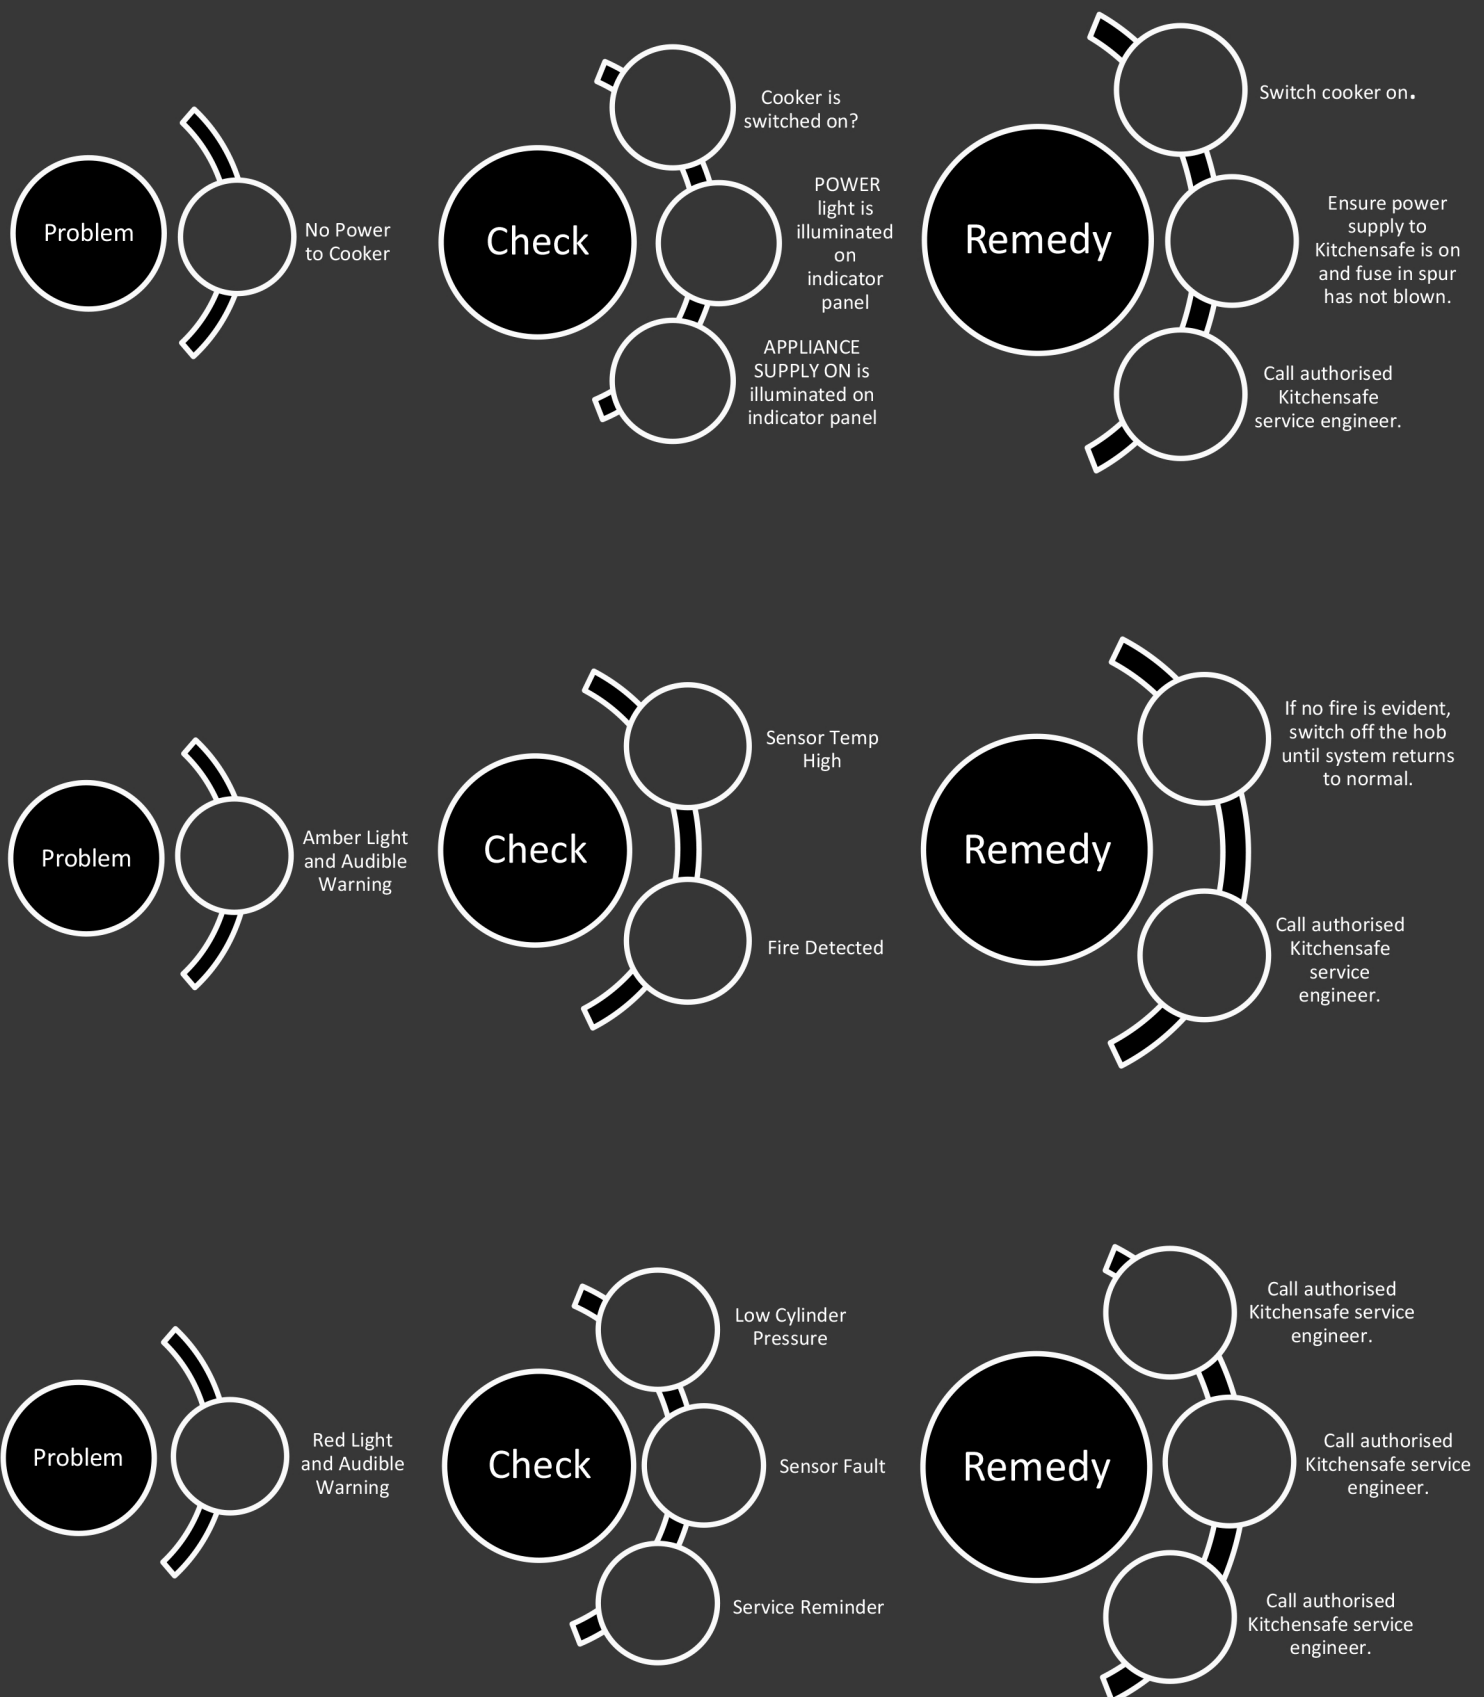 Problem
No Power
to Cooker
Check
Cooker is
switched on?
POWER
light is
illuminated
on
indicator
panel
APPLIANCE
SUPPLY ON is
illuminated on
indicator panel
Remedy
Switch cooker on.
Ensure power
supply to
Kitchensafe is on
and fuse in spur
has not blown.
Call authorised
Kitchensafe
service engineer.
Problem
Amber Light
and Audible
Warning
Check
Sensor Temp
High
Fire Detected
Remedy
If no fire is evident,
switch off the hob
until system returns
to normal.
Call authorised
Kitchensafe
service
engineer.
Problem
Red Light
and Audible
Warning
Check
Low Cylinder
Pressure
Sensor Fault
Service Reminder
Remedy
Call authorised
Kitchensafe service
engineer.
Call authorised
Kitchensafe service
engineer.
Call authorised
Kitchensafe service
engineer.